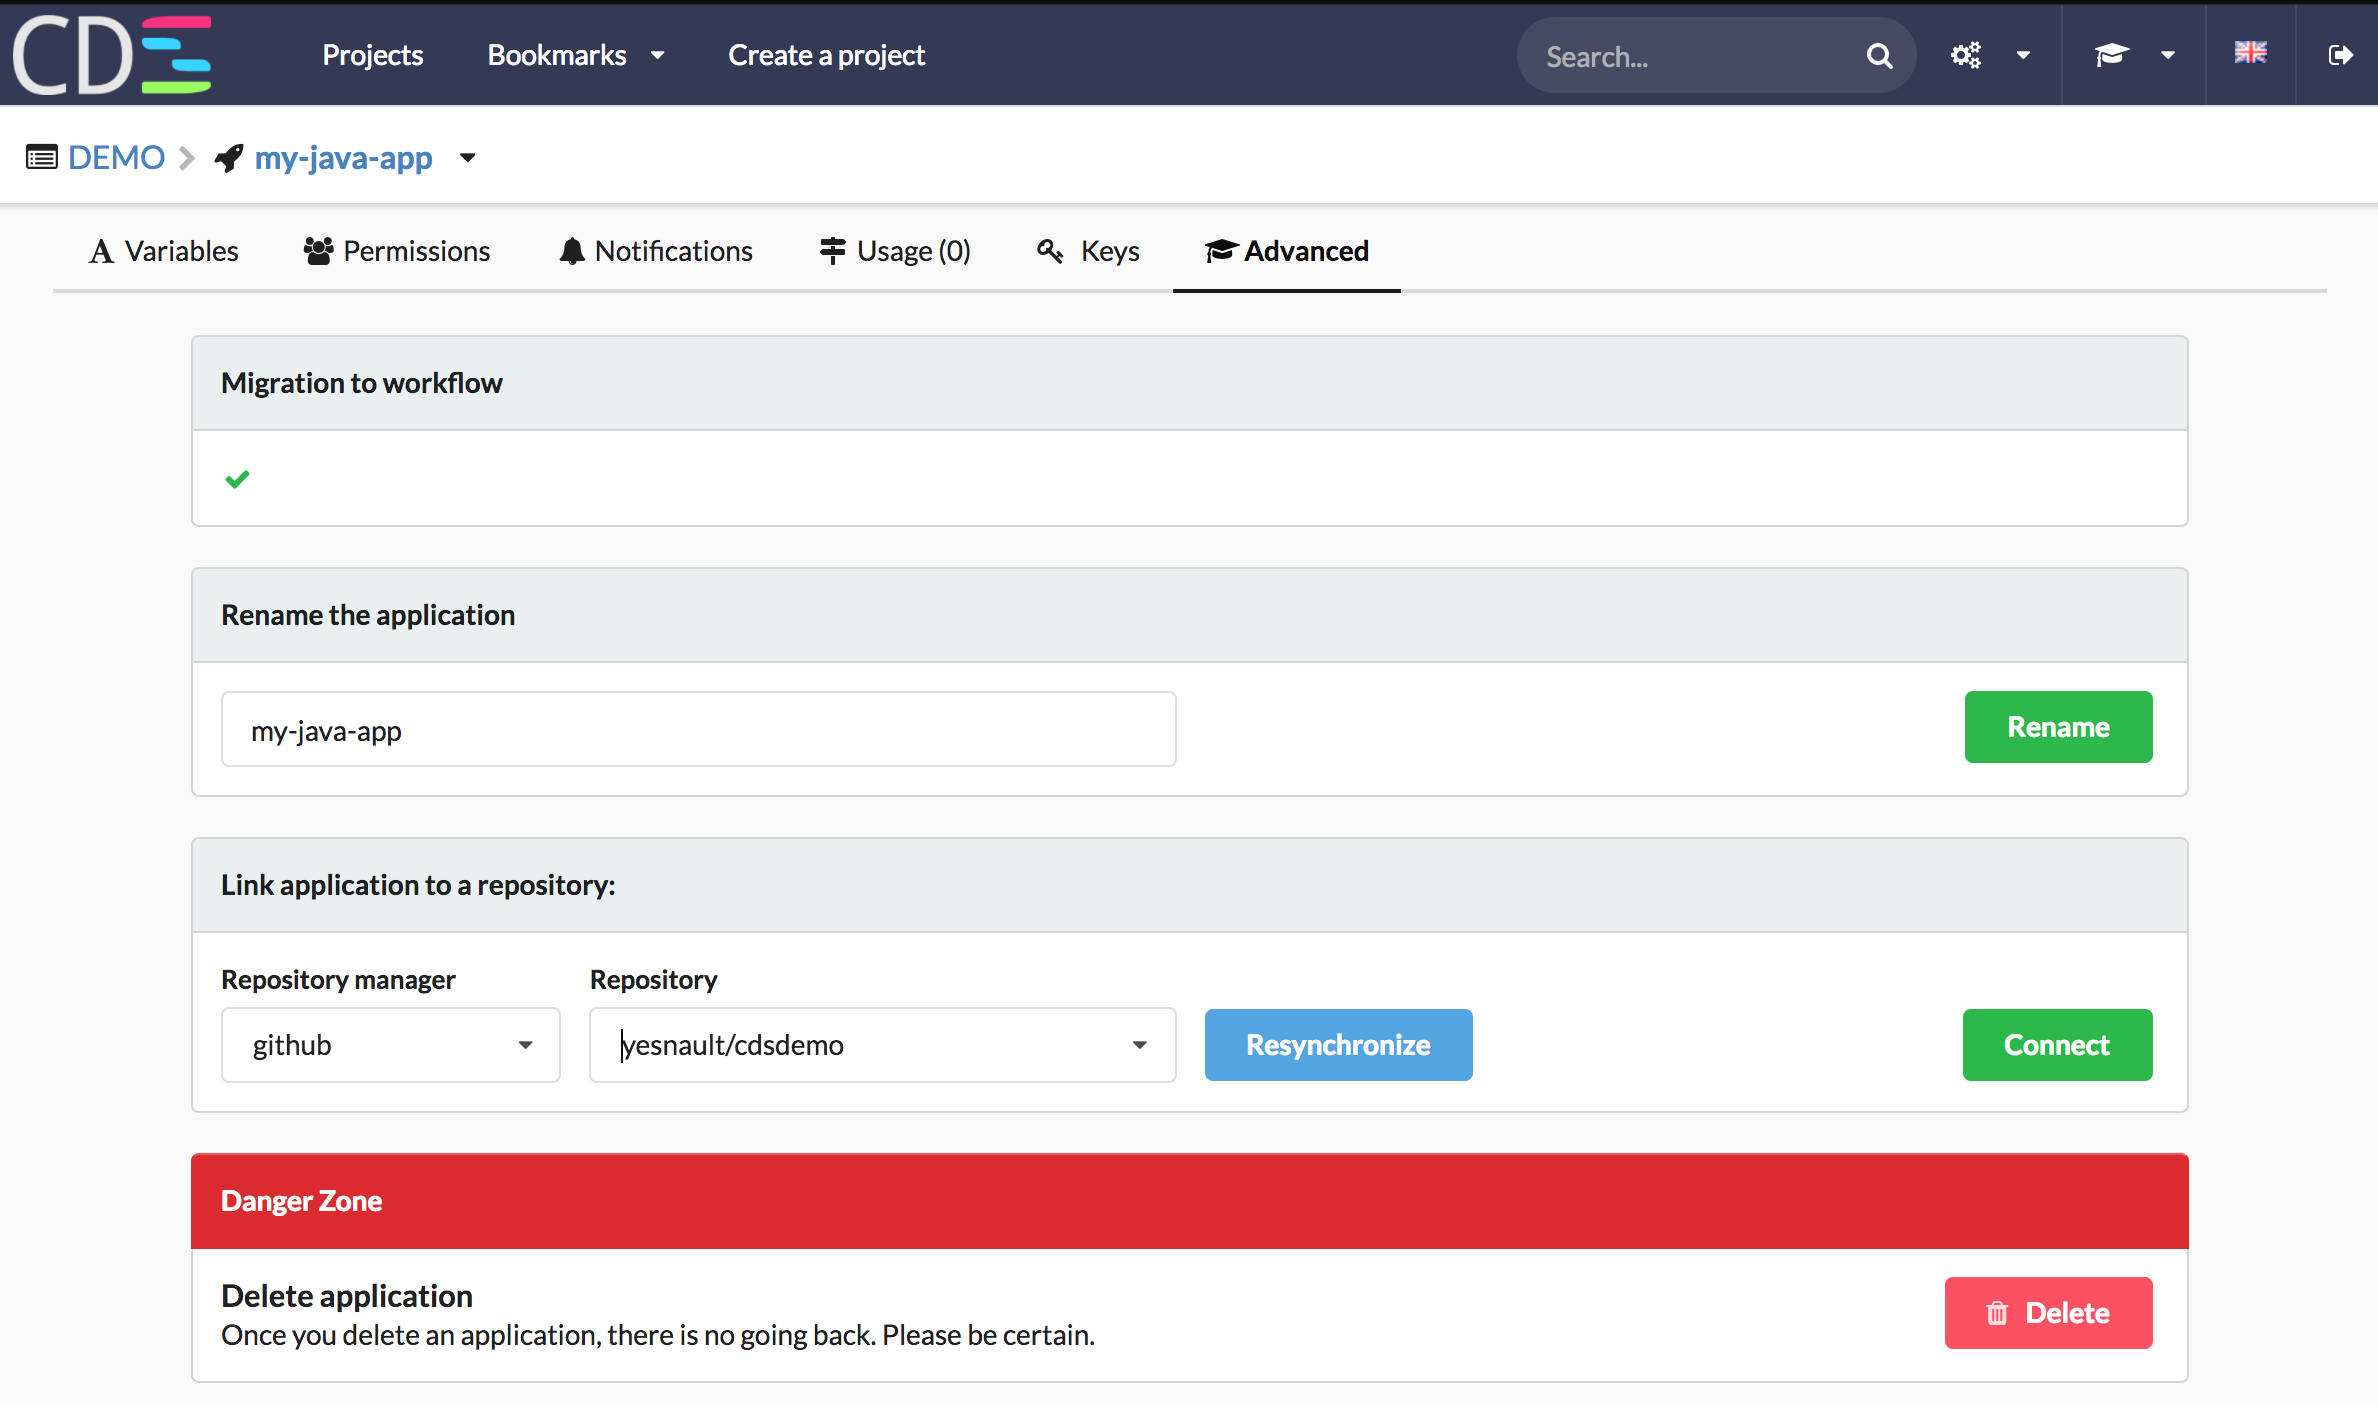 CDS
Projects Bookmarks Create a project Search...
DEMO my-java-app
Variables Permissions Notifications Usage (0) Keys Advanced
Migration to workflow
Rename the application
my-java-app Rename
Link application to a repository:
Repository manager Repository
github yesnault/cdsdemo Resynchronize Connect
Danger Zone
Delete application
Once you delete an application, there is no going back. Please be certain.
Delete